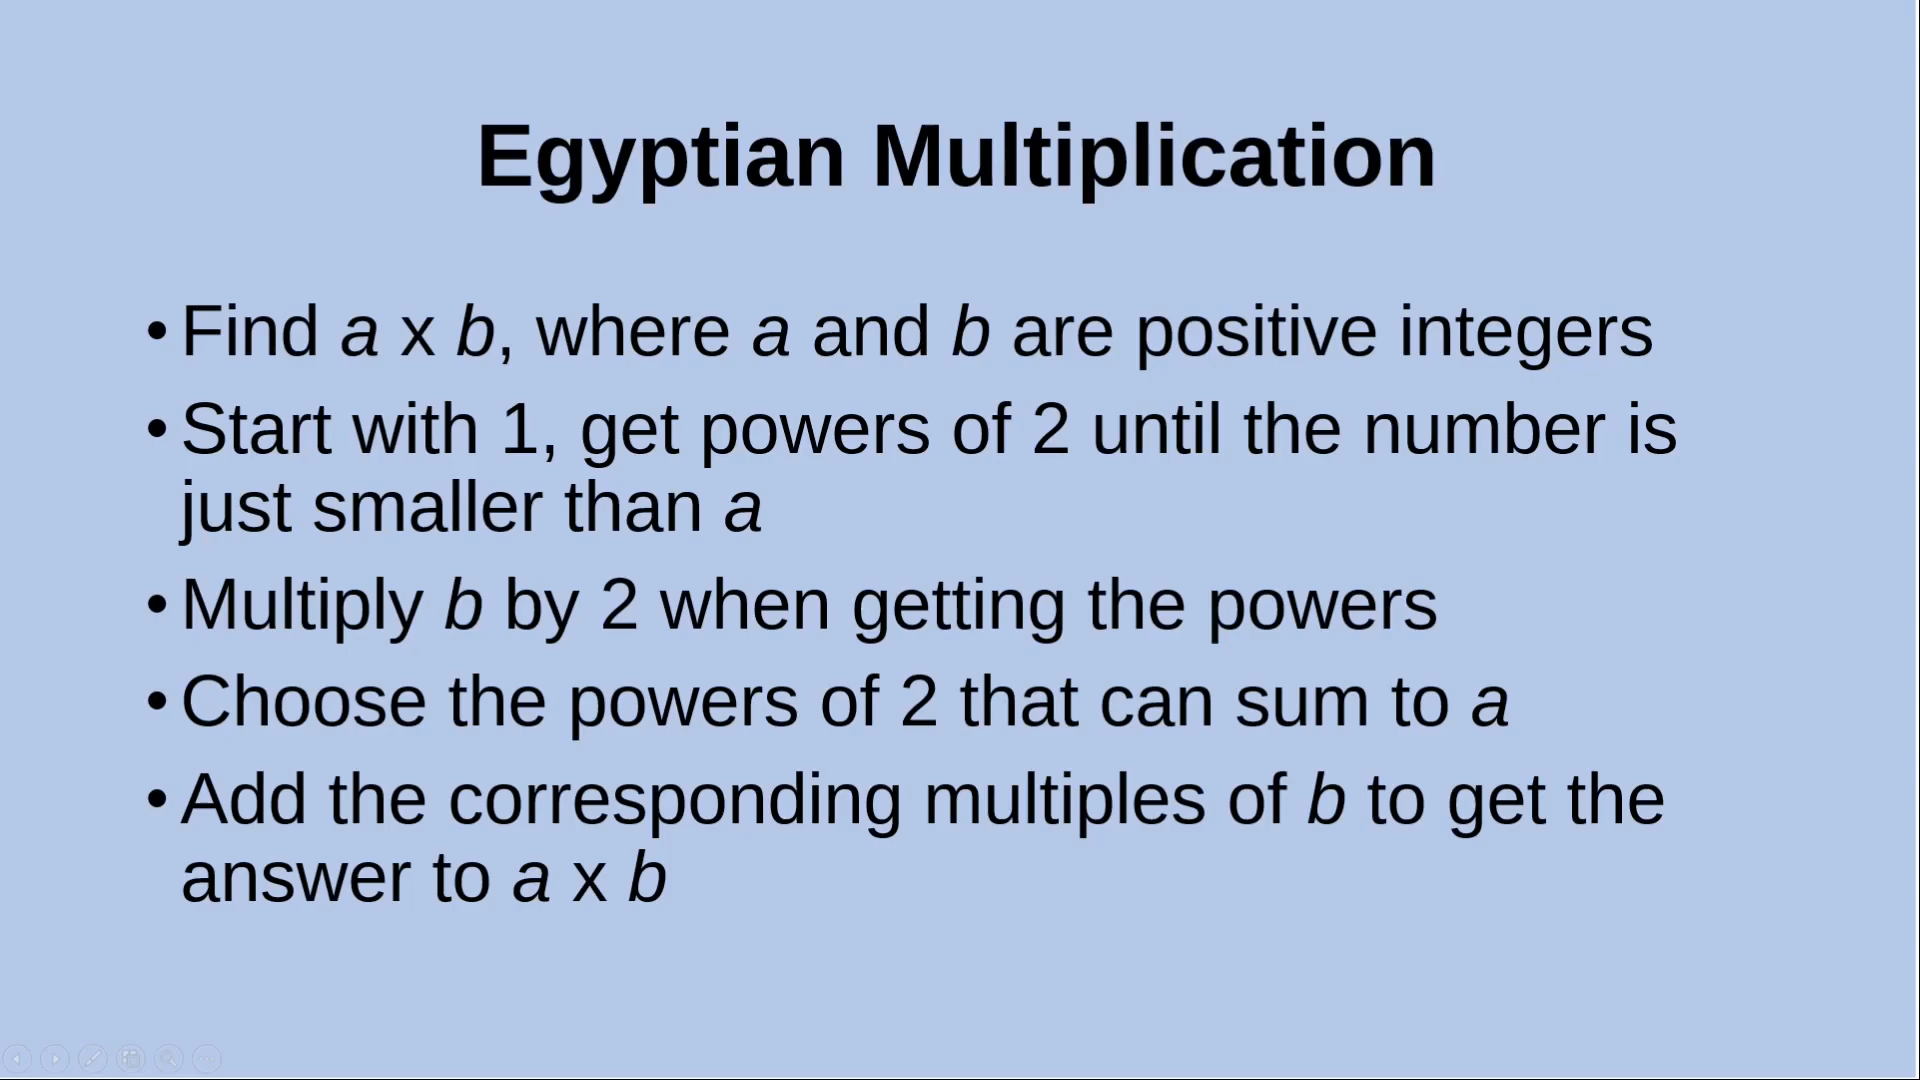 Egyptian Multiplication
• Find a x b, where a and b are positive integers
• Start with 1, get powers of 2 until the number is
just smaller than a
• Multiply b by 2 when getting the powers
• Choose the powers of 2 that can sum to a
• Add the corresponding multiples of b to get the
answer to a x b